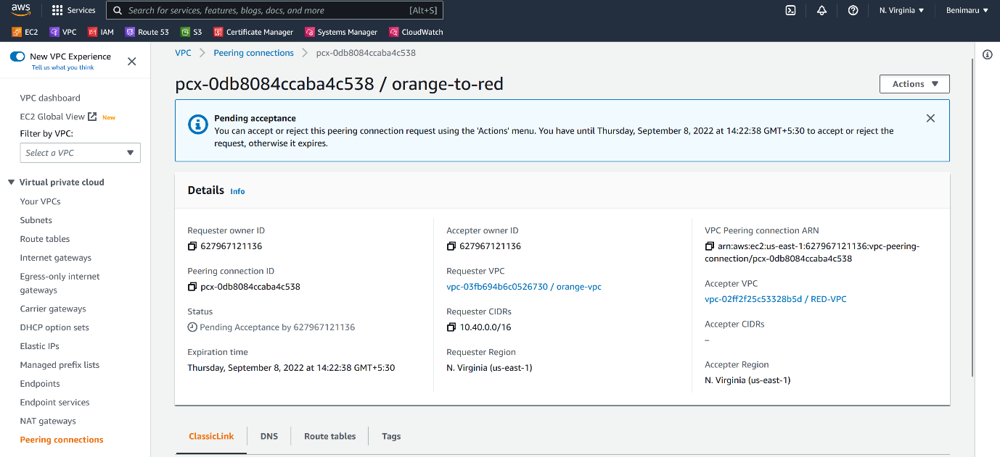 aws
Services
Search for services, features, blogs, docs, and more
[Alt+S]
N. Virginia
Benimaru
EC2
VPC
IAM
Route 53
S3
Certificate Manager
Systems Manager
CloudWatch
New VPC Experience
Tell us what you think
VPC dashboard
EC2 Global View
New
Filter by VPC:
Select a VPC
Virtual private cloud
Your VPCs
Subnets
Route tables
Internet gateways
Egress-only internet
gateways
Carrier gateways
DHCP option sets
Elastic IPs
Managed prefix lists
Endpoints
Endpoint services
NAT gateways
Peering connections
VPC
Peering connections
pcx-0db8084ccaba4c538
pcx-0db8084ccaba4c538 / orange-to-red
Actions
Pending acceptance
You can accept or reject this peering connection request using the 'Actions' menu. You have until Thursday, September 8, 2022 at 14:22:38 GMT+5:30 to accept or reject the
request, otherwise it expires.
Details
Info
Requester owner ID
627967121136
Peering connection ID
pcx-0db8084ccaba4c538
Status
Pending Acceptance by 627967121136
Expiration time
Thursday, September 8, 2022 at 14:22:38 GMT+5:30
Accepter owner ID
627967121136
Requester VPC
vpc-03fb694b6c0526730 / orange-vpc
Requester CIDRs
10.40.0.0/16
Requester Region
N. Virginia (us-east-1)
VPC Peering connection ARN
arn:aws:ec2:us-east-1:627967121136:vpc-peering-
connection/pcx-0db8084ccaba4c538
Accepter VPC
vpc-02ff2f25c53328b5d / RED-VPC
Accepter CIDRs
–
Accepter Region
N. Virginia (us-east-1)
ClassicLink
DNS
Route tables
Tags